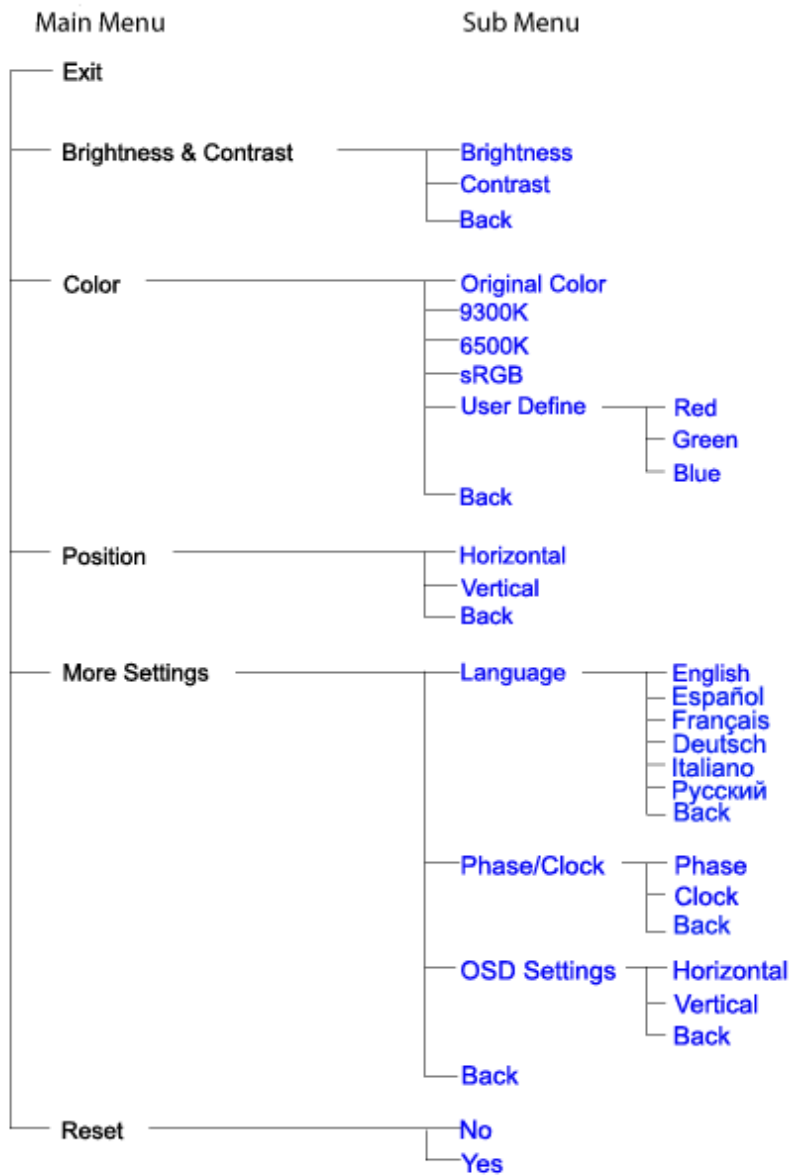 Main Menu Sub Menu
Exit
Brightness & Contrast Brightness
Contrast
Back
Color Original Color
9300K
6500K
sRGB
User Define Red
Green
Blue
Back
Position Horizontal
Vertical
Back
More Settings Language English
Español
Français
Deutsch
Italiano
Русский
Back
Phase/Clock Phase
Clock
Back
OSD Settings Horizontal
Vertical
Back
Back
Reset No
Yes